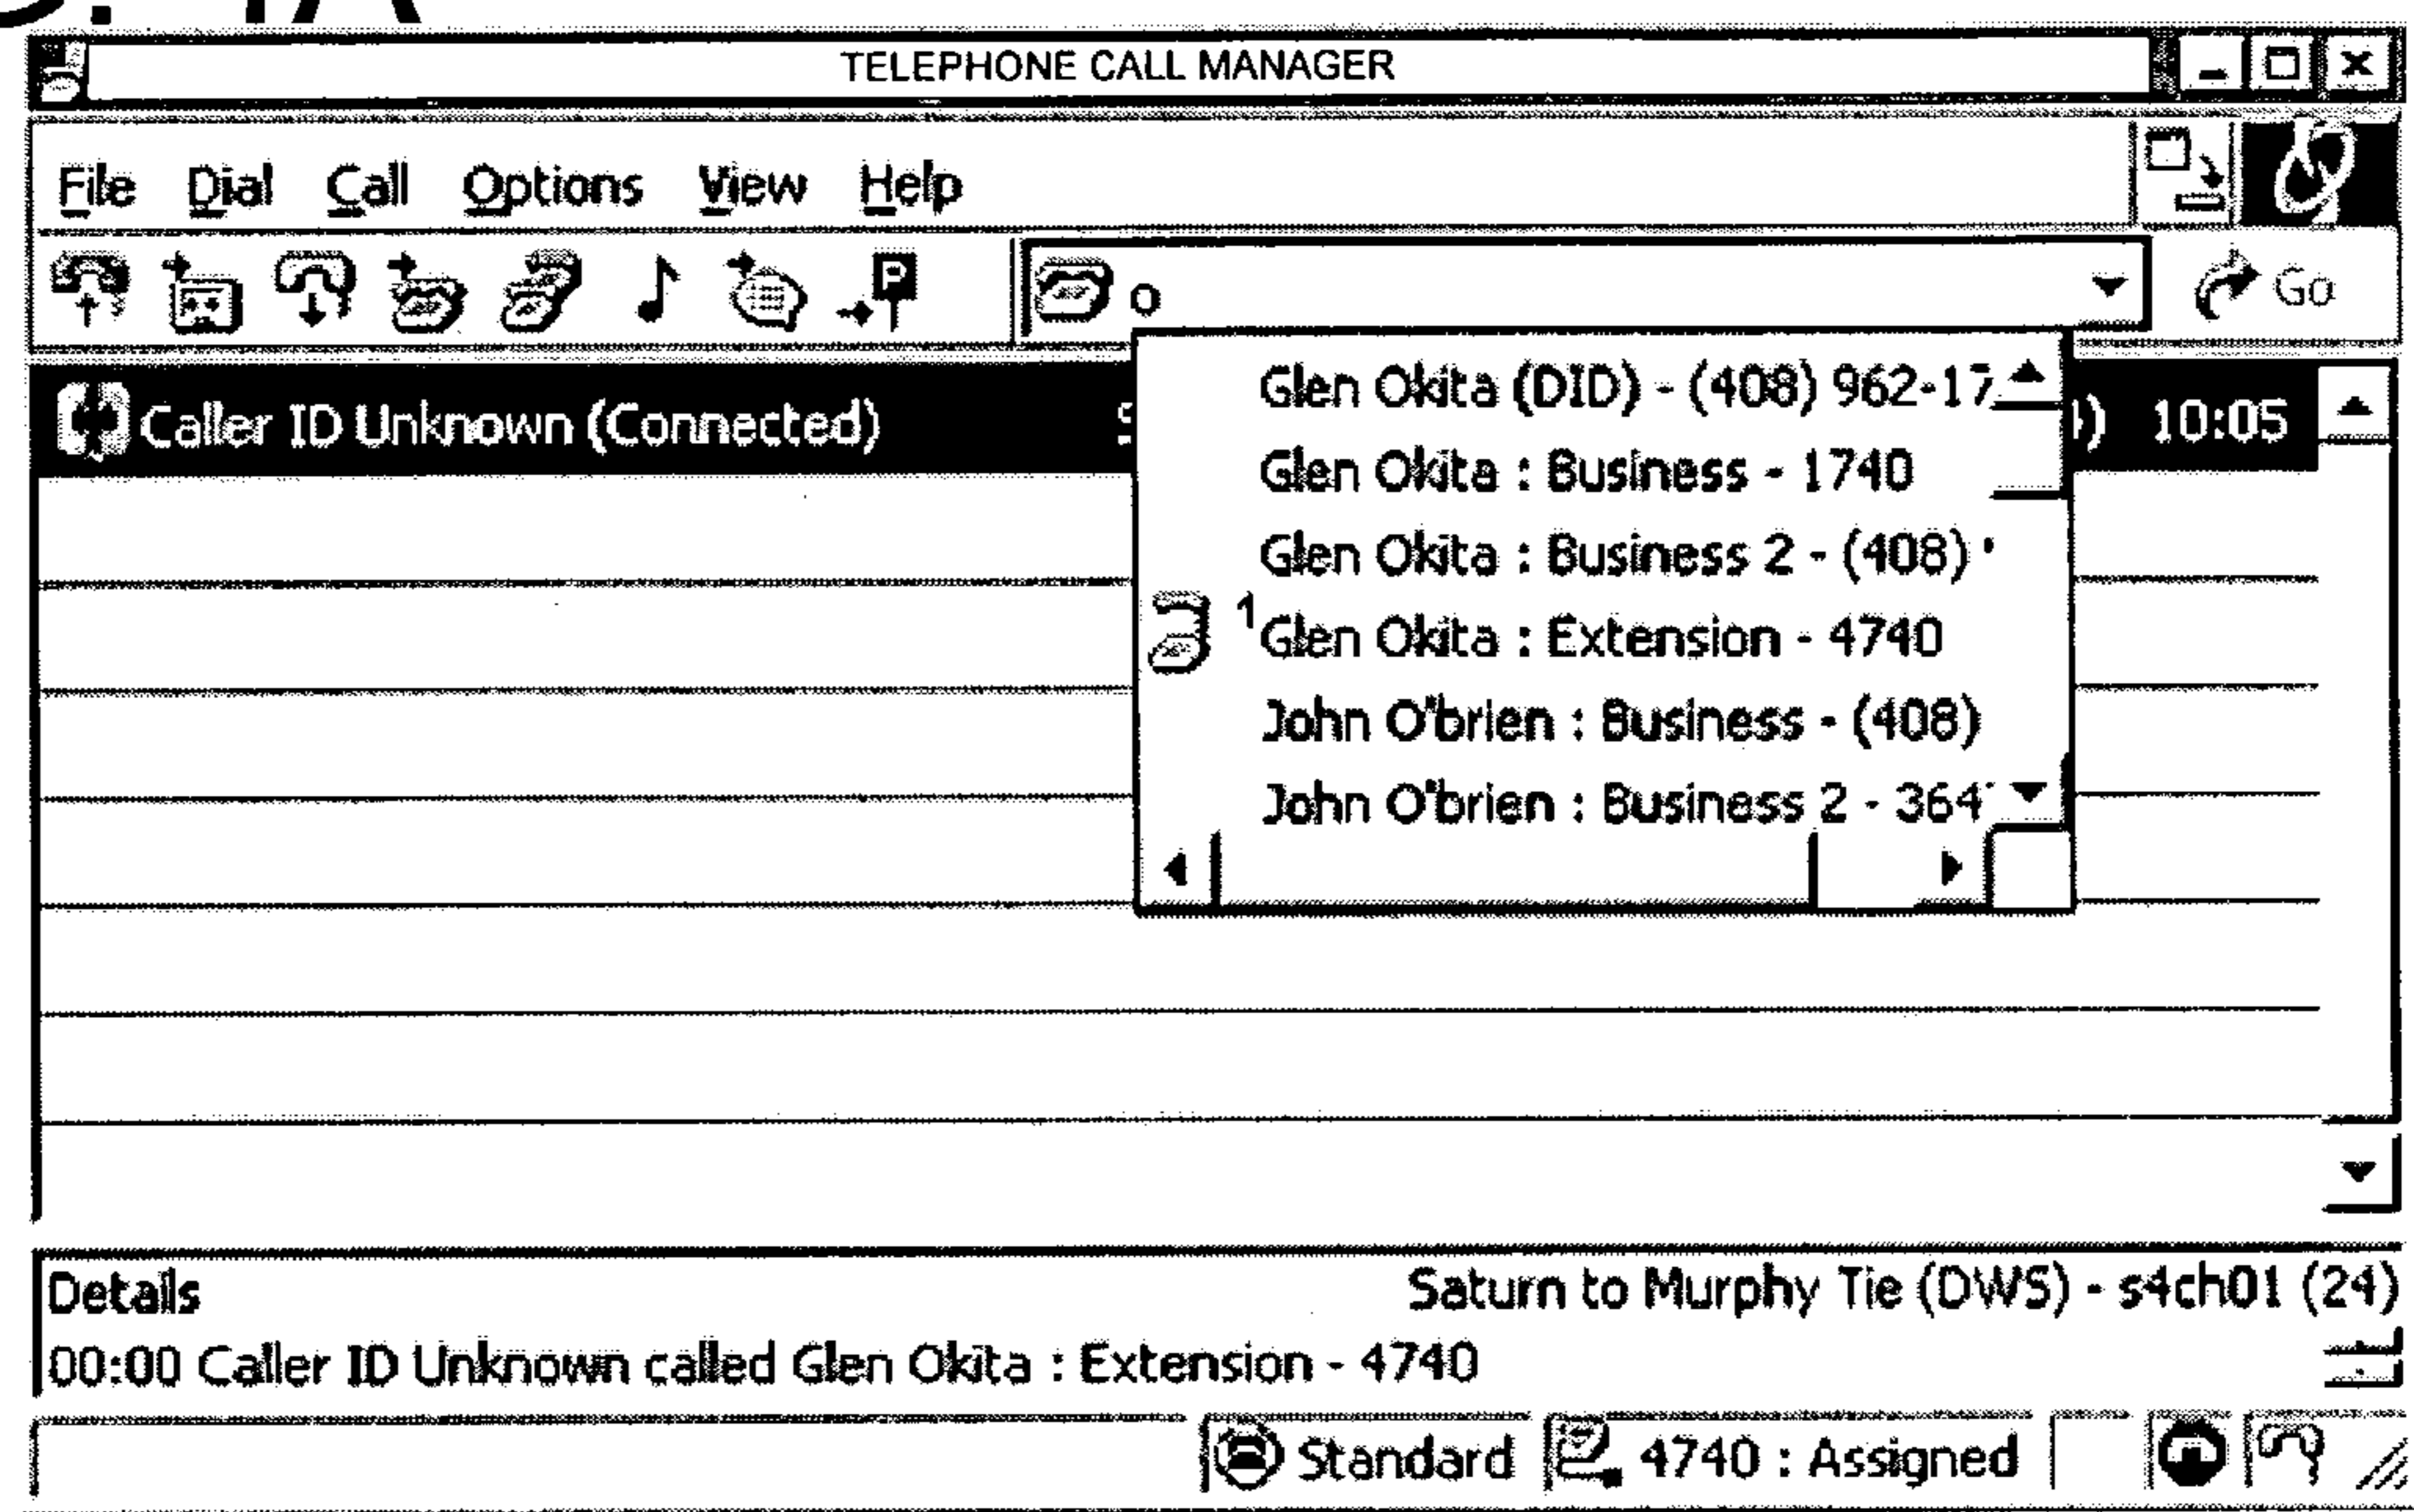 4A
TELEPHONE CALL MANAGER
File Dial Call Options View Help
o Go
Caller ID Unknown (Connected) 10:05
Glen Okita (DID) - (408) 962-17
Glen Okita : Business - 1740
Glen Okita : Business 2 - (408)
1 Glen Okita : Extension - 4740
John O'brien : Business - (408)
John O'brien : Business 2 - 364
Details Saturn to Murphy Tie (DWS) - s4ch01 (24)
00:00 Caller ID Unknown called Glen Okita : Extension - 4740
Standard 4740 : Assigned